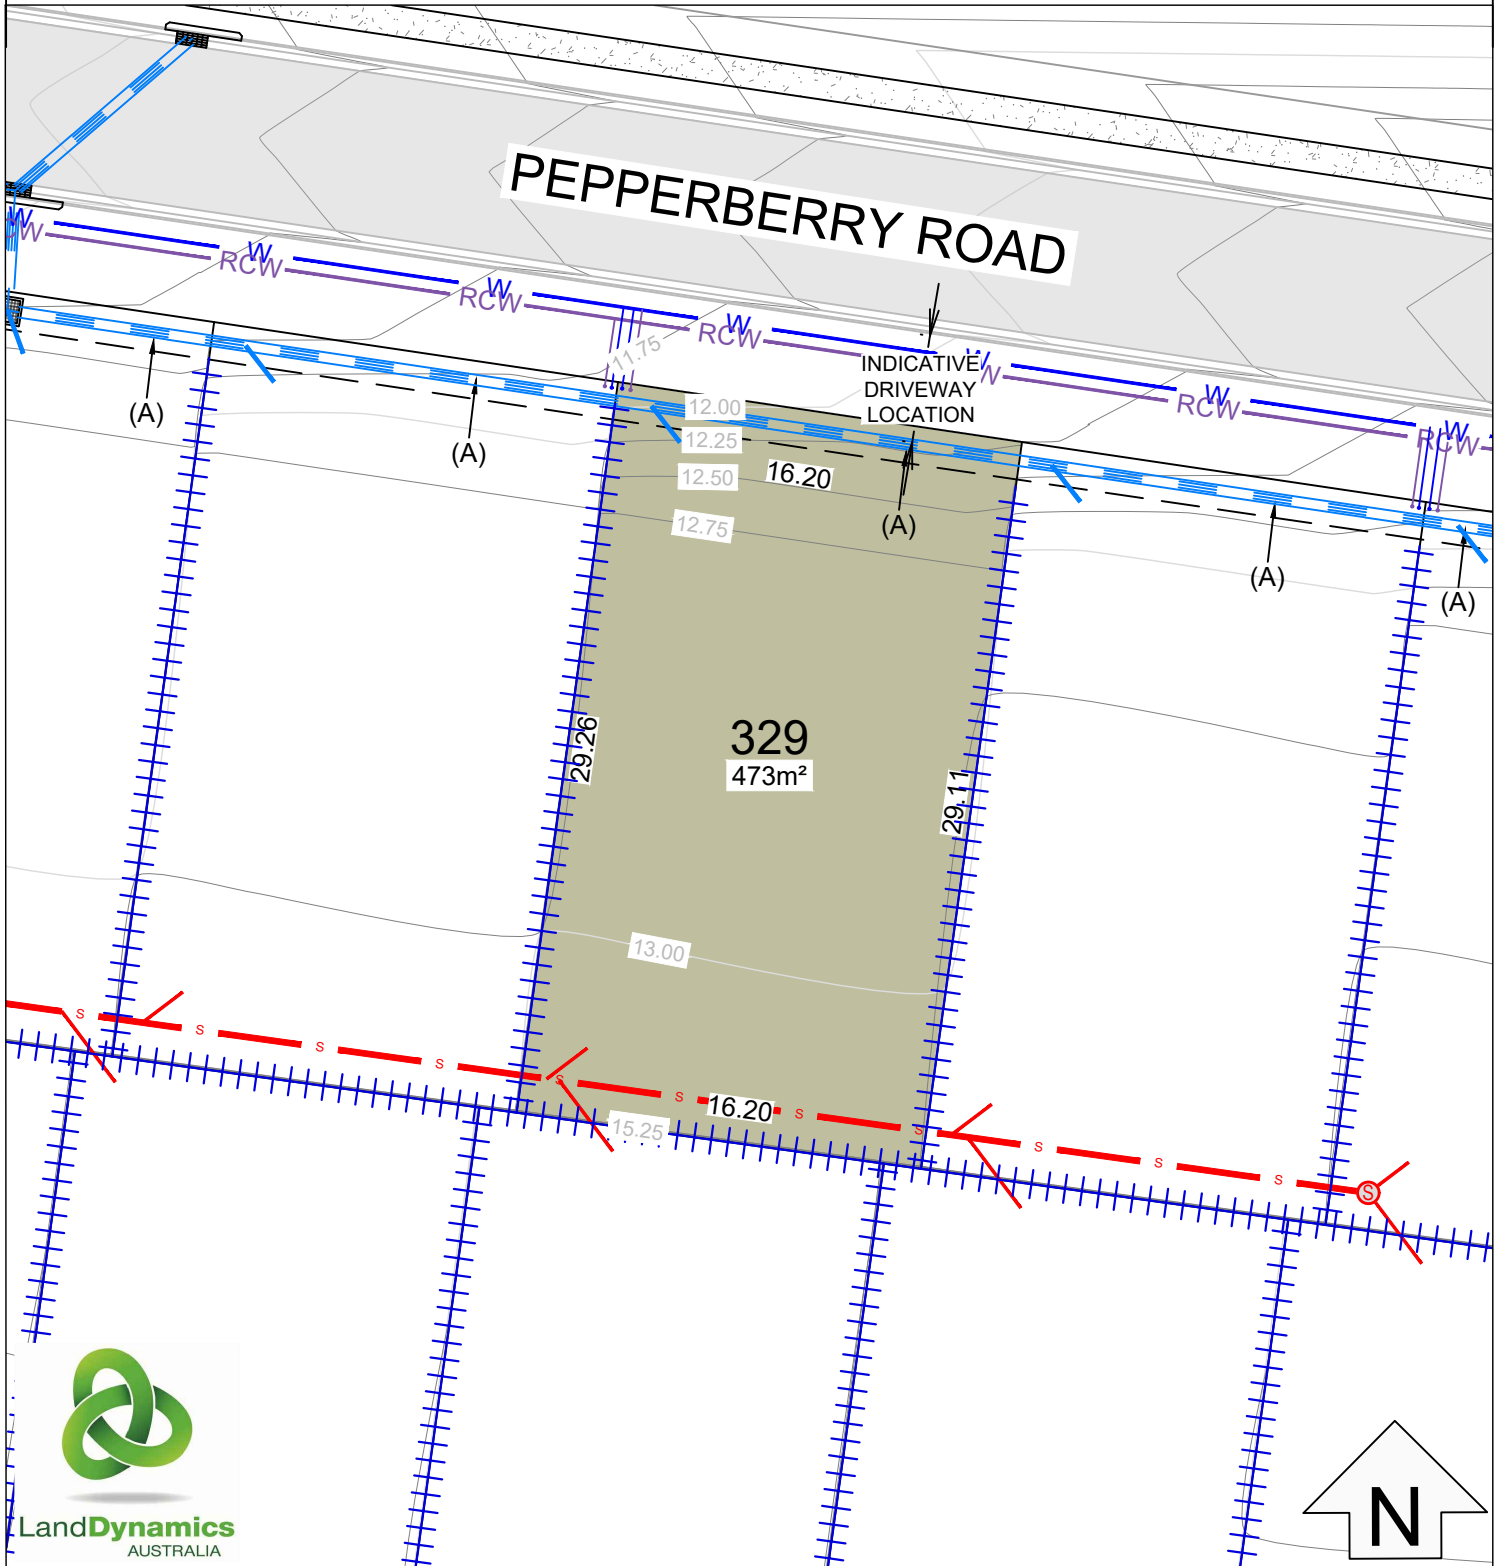 PEPPERBERRY ROAD
W
W
W
W
W
W
W
RCW
RCW
RCW
RCW
RCW
11.75
INDICATIVE
DRIVEWAY
LOCATION
12.00
12.25
12.50
16.20
12.75
(A)
(A)
(A)
(A)
(A)
329
473m²
29.26
29.11
13.00
S
S
S
S
S
S
S
S
S
S
S
S
16.20
15.25
LandDynamics
AUSTRALIA
N